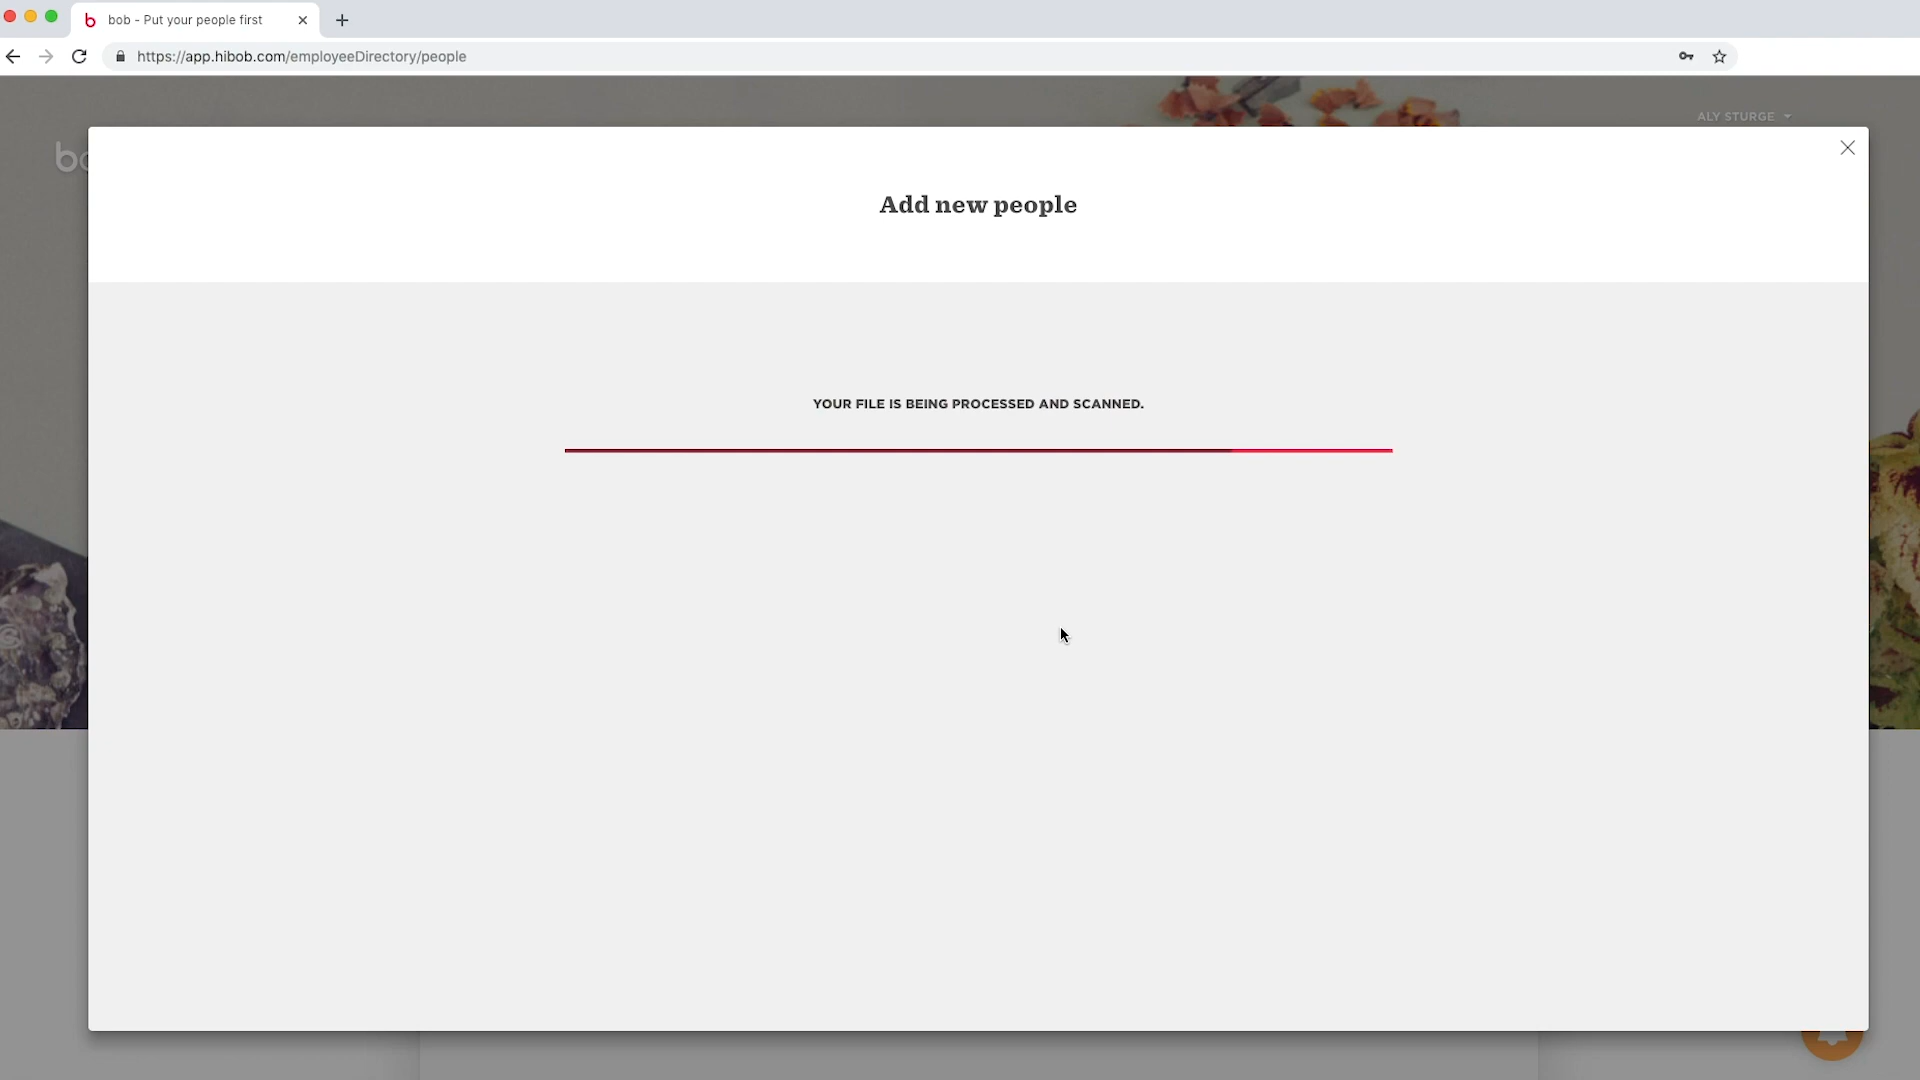 bob - Put your people first
https://app.hibob.com/employeeDirectory/people
ALY STURGE
Add new people
YOUR FILE IS BEING PROCESSED AND SCANNED.